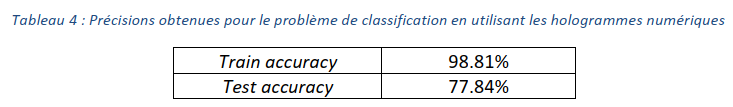 Tableau 4 : Précisions obtenues pour le problème de classification en utilisant les hologrammes numériques
Train accuracy 98.81%
Test accuracy 77.84%